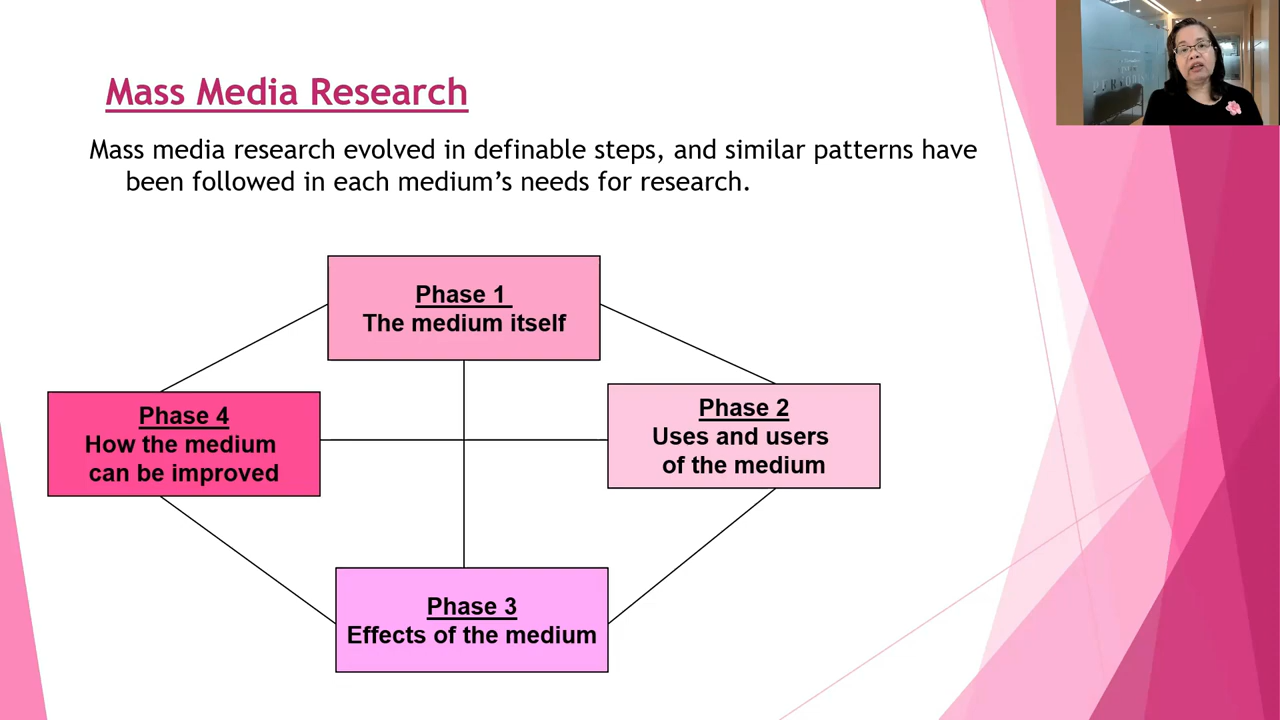 Mass Media Research
Mass media research evolved in definable steps, and similar patterns have
been followed in each medium’s needs for research.
Phase 1
The medium itself
Phase 2
Uses and users
of the medium
Phase 4
How the medium
can be improved
Phase 3
Effects of the medium